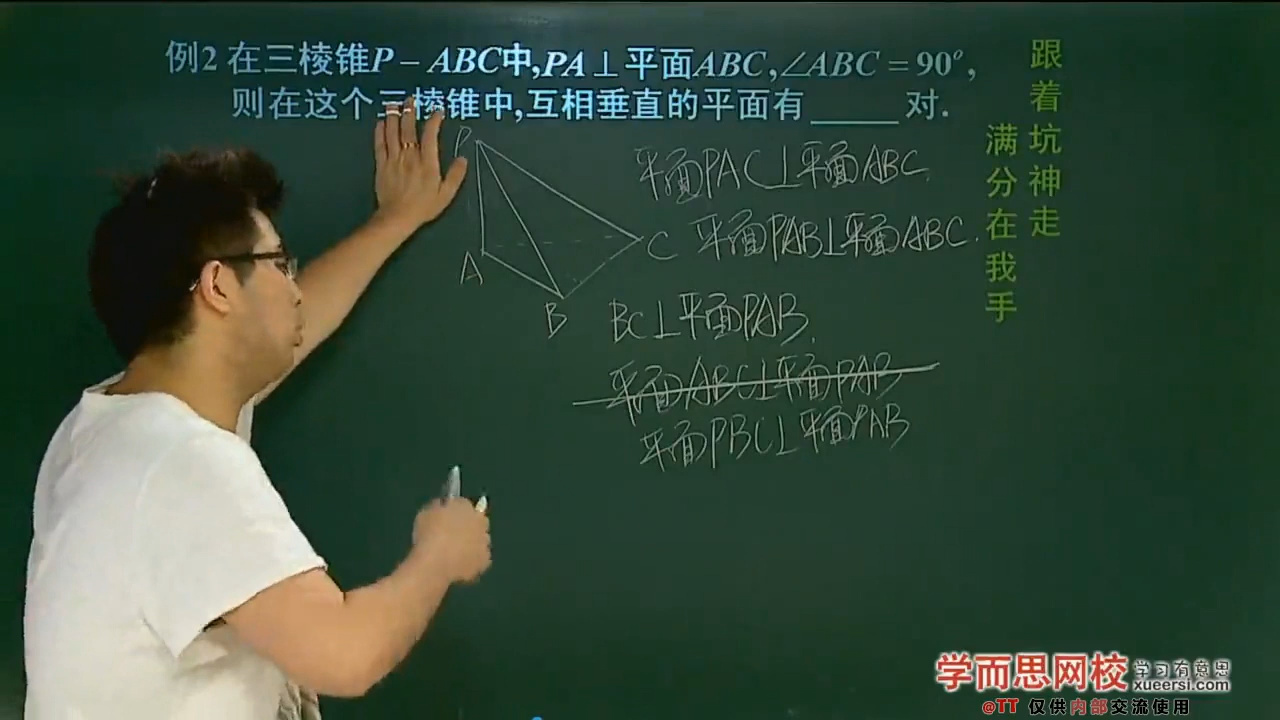 例2 在三棱锥P－ABC中,PA⊥平面ABC,∠ABC＝90°,
则在这个三棱锥中,互相垂直的平面有_____对.
跟着坑神走
满分在我手
P
A
B
C
平面PAC⊥平面ABC.
平面PAB⊥平面ABC.
BC⊥平面PAB.
平面ABC⊥平面PAB
平面PBC⊥平面PAB
学而思网校 学习有意思
xueersi.com
@TT 仅供内部交流使用